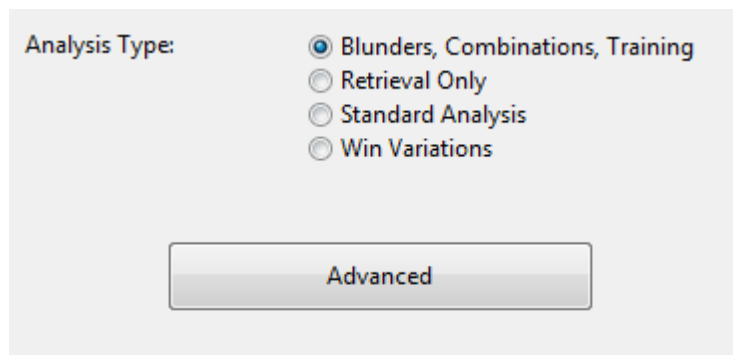 Analysis Type: Blunders, Combinations, Training
Retrieval Only
Standard Analysis
Win Variations
Advanced